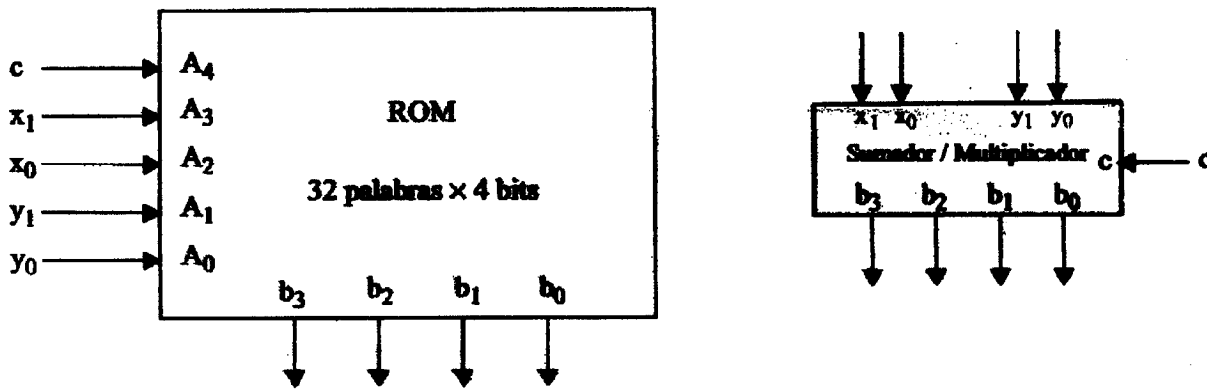 c A₄
x₁ A₃
ROM
x₀ A₂
32 palabras × 4 bits
y₁ A₁
y₀ A₀
b₃ b₂ b₁ b₀
x₁ x₀ y₁ y₀
Sumador / Multiplicador
c c
b₃ b₂ b₁ b₀